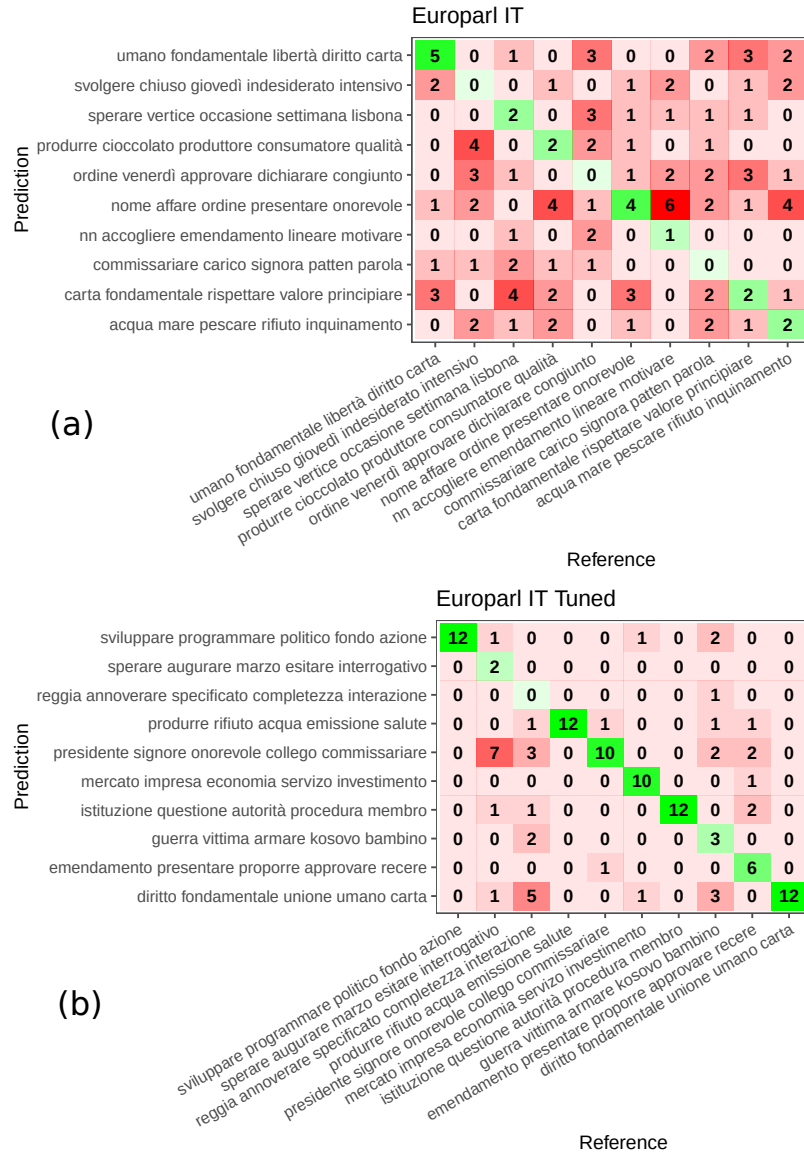 Europarl IT
umano fondamentale libertà diritto carta 5 0 1 0 3 0 0 2 3 2
svolgere chiuso giovedì indesiderato intensivo 2 0 0 1 0 1 2 0 1 2
sperare vertice occasione settimana lisbona 0 0 2 0 3 1 1 1 1 0
produrre cioccolato produttore consumatore qualità 0 4 0 2 2 1 0 1 0 0
ordine venerdì approvare dichiarare congiunto 0 3 1 0 0 1 2 2 3 1
nome affare ordine presentare onorevole 1 2 0 4 1 4 6 2 1 4
nn accogliere emendamento lineare motivare 0 0 1 0 2 0 1 0 0 0
commissariare carico signora patten parola 1 1 2 1 1 0 0 0 0 0
carta fondamentale rispettare valore principiare 3 0 4 2 0 3 0 2 2 1
acqua mare pescare rifiuto inquinamento 0 2 1 2 0 1 0 2 1 2
Prediction
umano fondamentale libertà diritto carta
svolgere chiuso giovedì indesiderato intensivo
sperare vertice occasione settimana lisbona
produrre cioccolato produttore consumatore qualità
ordine venerdì approvare dichiarare congiunto
nome affare ordine presentare onorevole
nn accogliere emendamento lineare motivare
commissariare carico signora patten parola
carta fondamentale rispettare valore principiare
acqua mare pescare rifiuto inquinamento
(a)
Reference
Europarl IT Tuned
sviluppare programmare politico fondo azione 12 1 0 0 0 1 0 2 0 0
sperare augurare marzo esitare interrogativo 0 2 0 0 0 0 0 0 0 0
reggia annoverare specificato completezza interazione 0 0 0 0 0 0 0 1 0 0
produrre rifiuto acqua emissione salute 0 0 1 12 1 0 0 1 1 0
presidente signore onorevole collego commissariare 0 7 3 0 10 0 0 2 2 0
mercato impresa economia servizo investimento 0 0 0 0 0 10 0 0 1 0
istituzione questione autorità procedura membro 0 1 1 0 0 0 12 0 2 0
guerra vittima armare kosovo bambino 0 0 2 0 0 0 0 3 0 0
emendamento presentare proporre approvare recere 0 0 0 0 1 0 0 0 6 0
diritto fondamentale unione umano carta 0 1 5 0 0 1 0 3 0 12
Prediction
sviluppare programmare politico fondo azione
sperare augurare marzo esitare interrogativo
reggia annoverare specificato completezza interazione
produrre rifiuto acqua emissione salute
presidente signore onorevole collego commissariare
mercato impresa economia servizo investimento
istituzione questione autorità procedura membro
guerra vittima armare kosovo bambino
emendamento presentare proporre approvare recere
diritto fondamentale unione umano carta
(b)
Reference